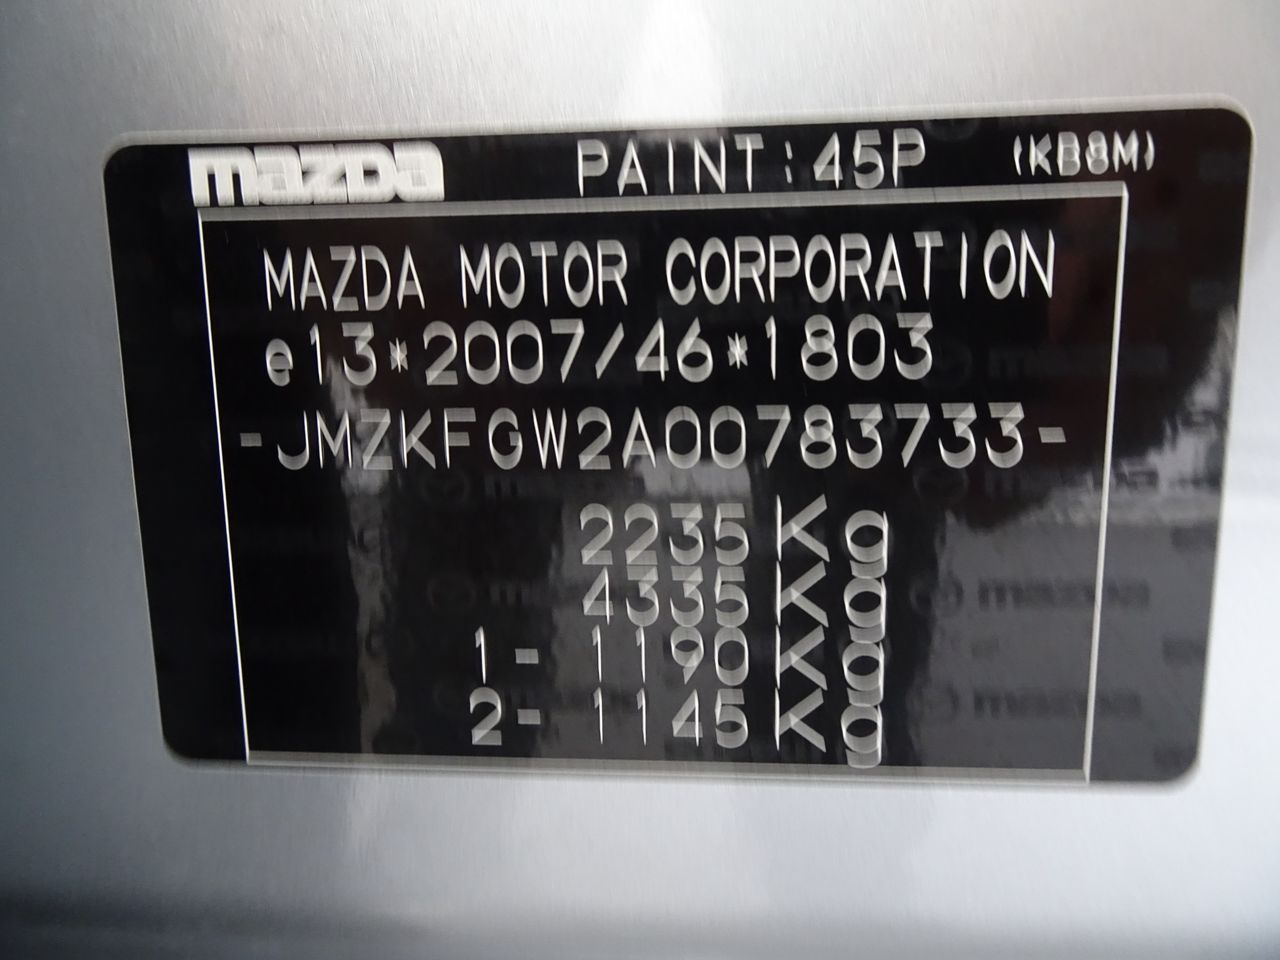 mazda PAINT:45P (KB8M)
MAZDA MOTOR CORPORATION
e13*2007/46*1803
-JMZKFGW2A00783733-
2235 Kg
4335 Kg
1- 1190 Kg
2- 1145 Kg